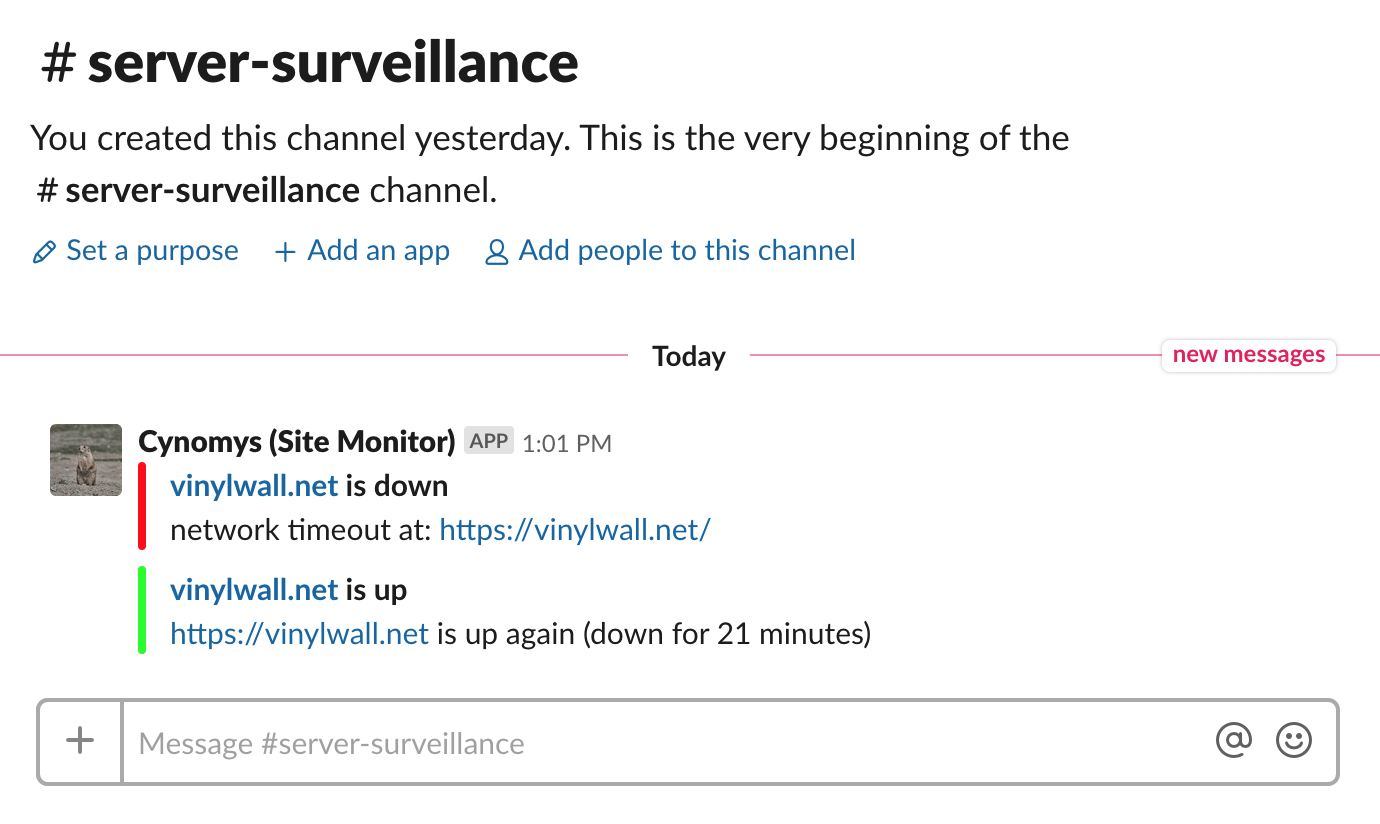 # server-surveillance
You created this channel yesterday. This is the very beginning of the
# server-surveillance channel.
Set a purpose + Add an app Add people to this channel
Today new messages
Cynomys (Site Monitor) APP 1:01 PM
vinylwall.net is down
network timeout at: https://vinylwall.net/
vinylwall.net is up
https://vinylwall.net is up again (down for 21 minutes)
+ Message #server-surveillance @